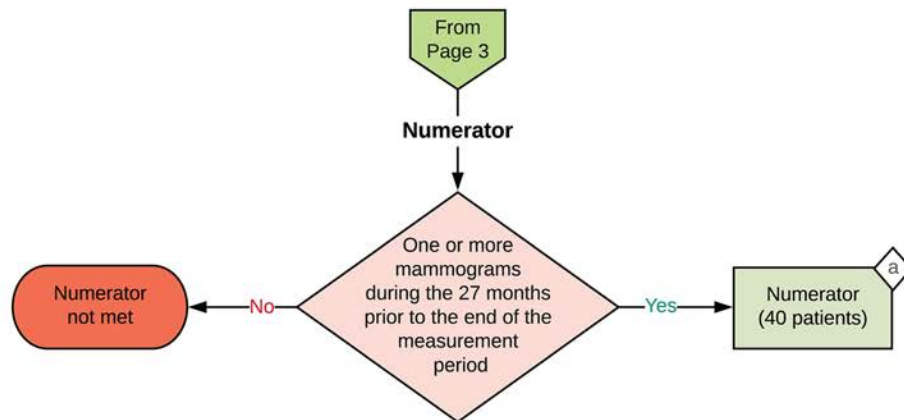 From
Page 3
Numerator
One or more
mammograms
during the 27 months
prior to the end of the
measurement
period
Numerator
not met
No
Yes
Numerator
(40 patients)
a